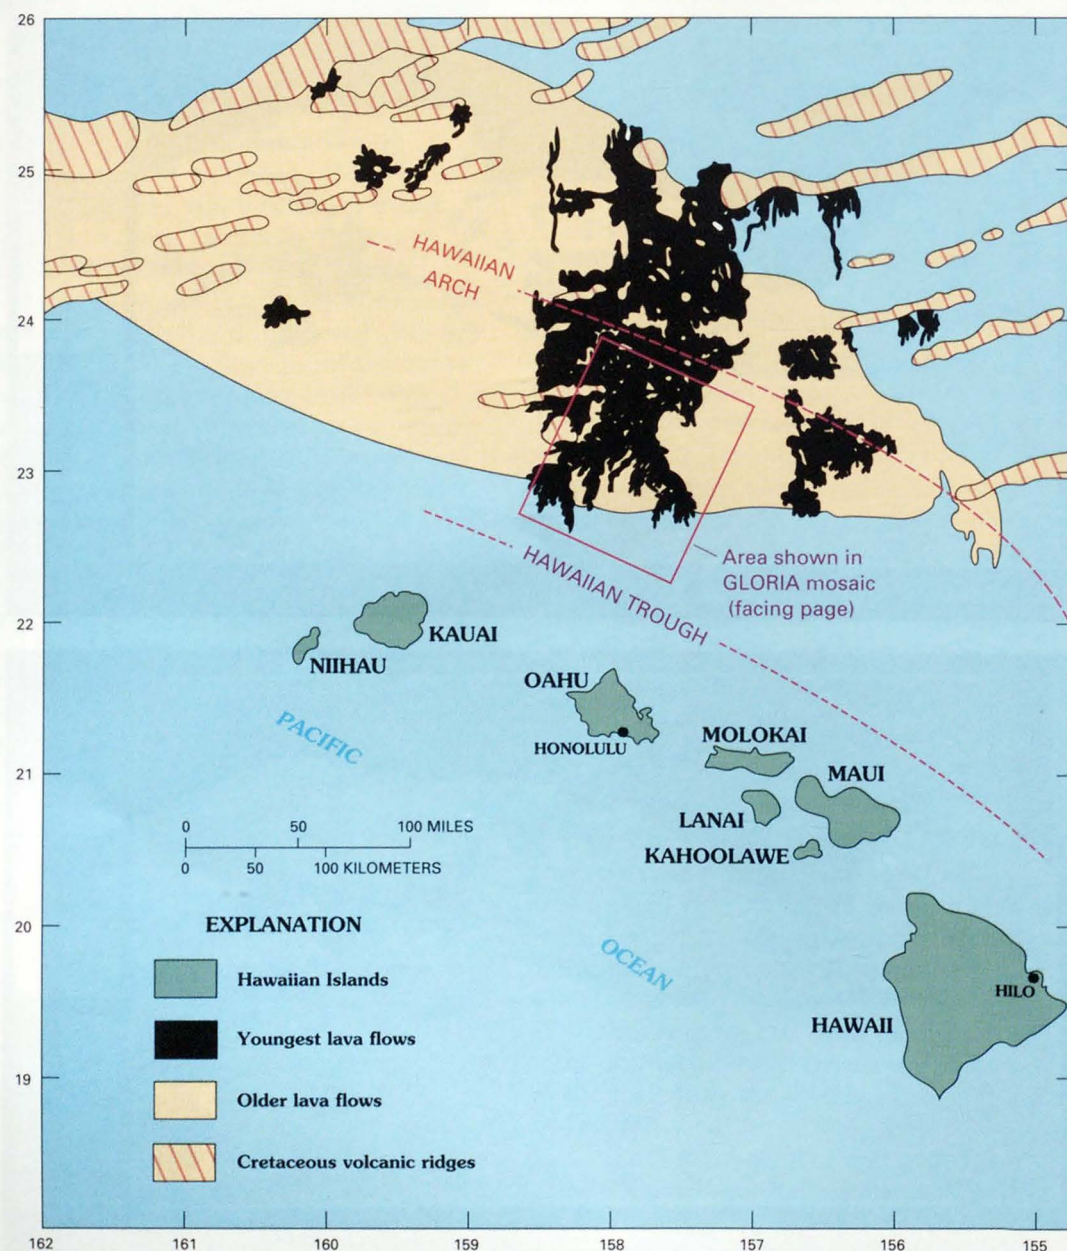 26
25
24
23
22
21
20
19
HAWAIIAN
ARCH
HAWAIIAN TROUGH
Area shown in
GLORIA mosaic
(facing page)
KAUAI
NIIHAU
OAHU
HONOLULU
MOLOKAI
MAUI
LANAI
KAHOOLAWE
PACIFIC
OCEAN
HAWAII
HILO
0 50 100 MILES
0 50 100 KILOMETERS
EXPLANATION
Hawaiian Islands
Youngest lava flows
Older lava flows
Cretaceous volcanic ridges
162 161 160 159 158 157 156 155